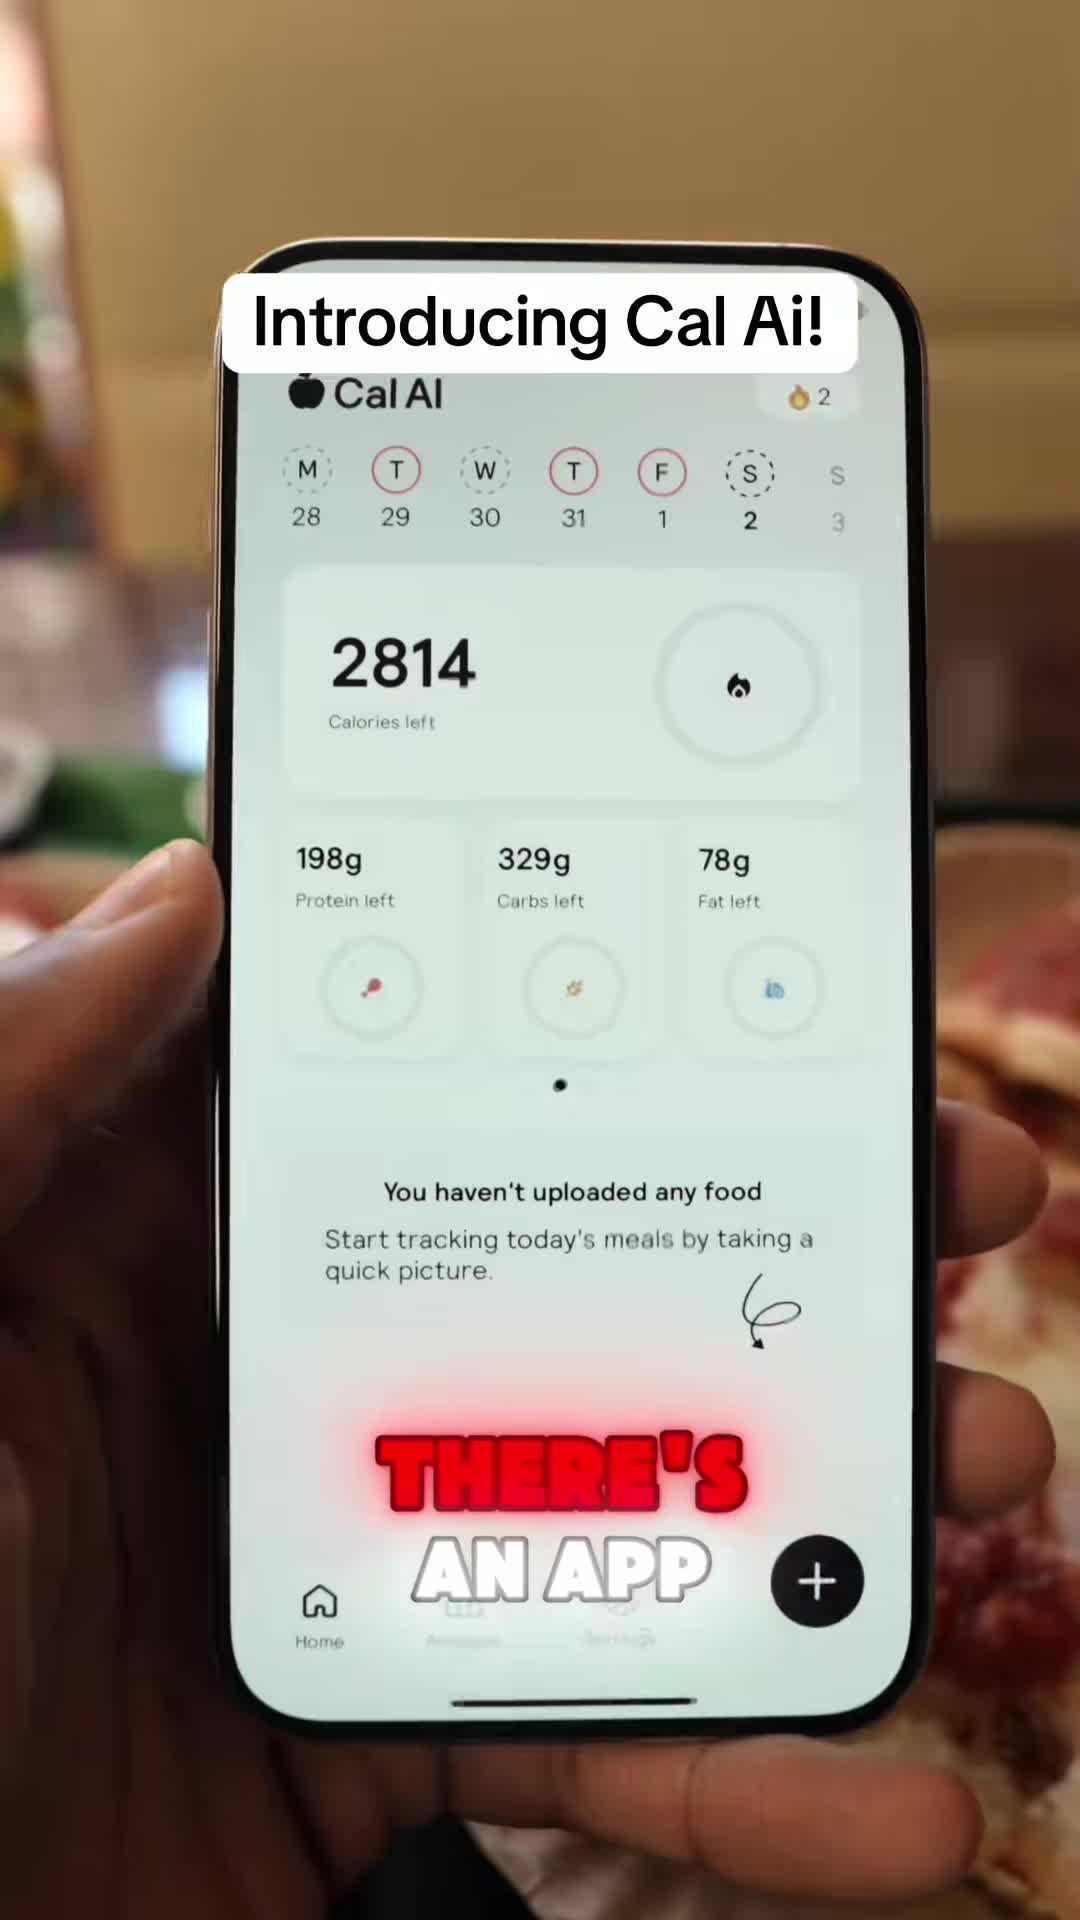 Introducing Cal Ai!
Cal AI
2
M T W T F S S
28 29 30 31 1 2 3
2814
Calories left
198g 329g 78g
Protein left Carbs left Fat left
You haven't uploaded any food
Start tracking today's meals by taking a
quick picture.
THERE'S
AN APP
Home